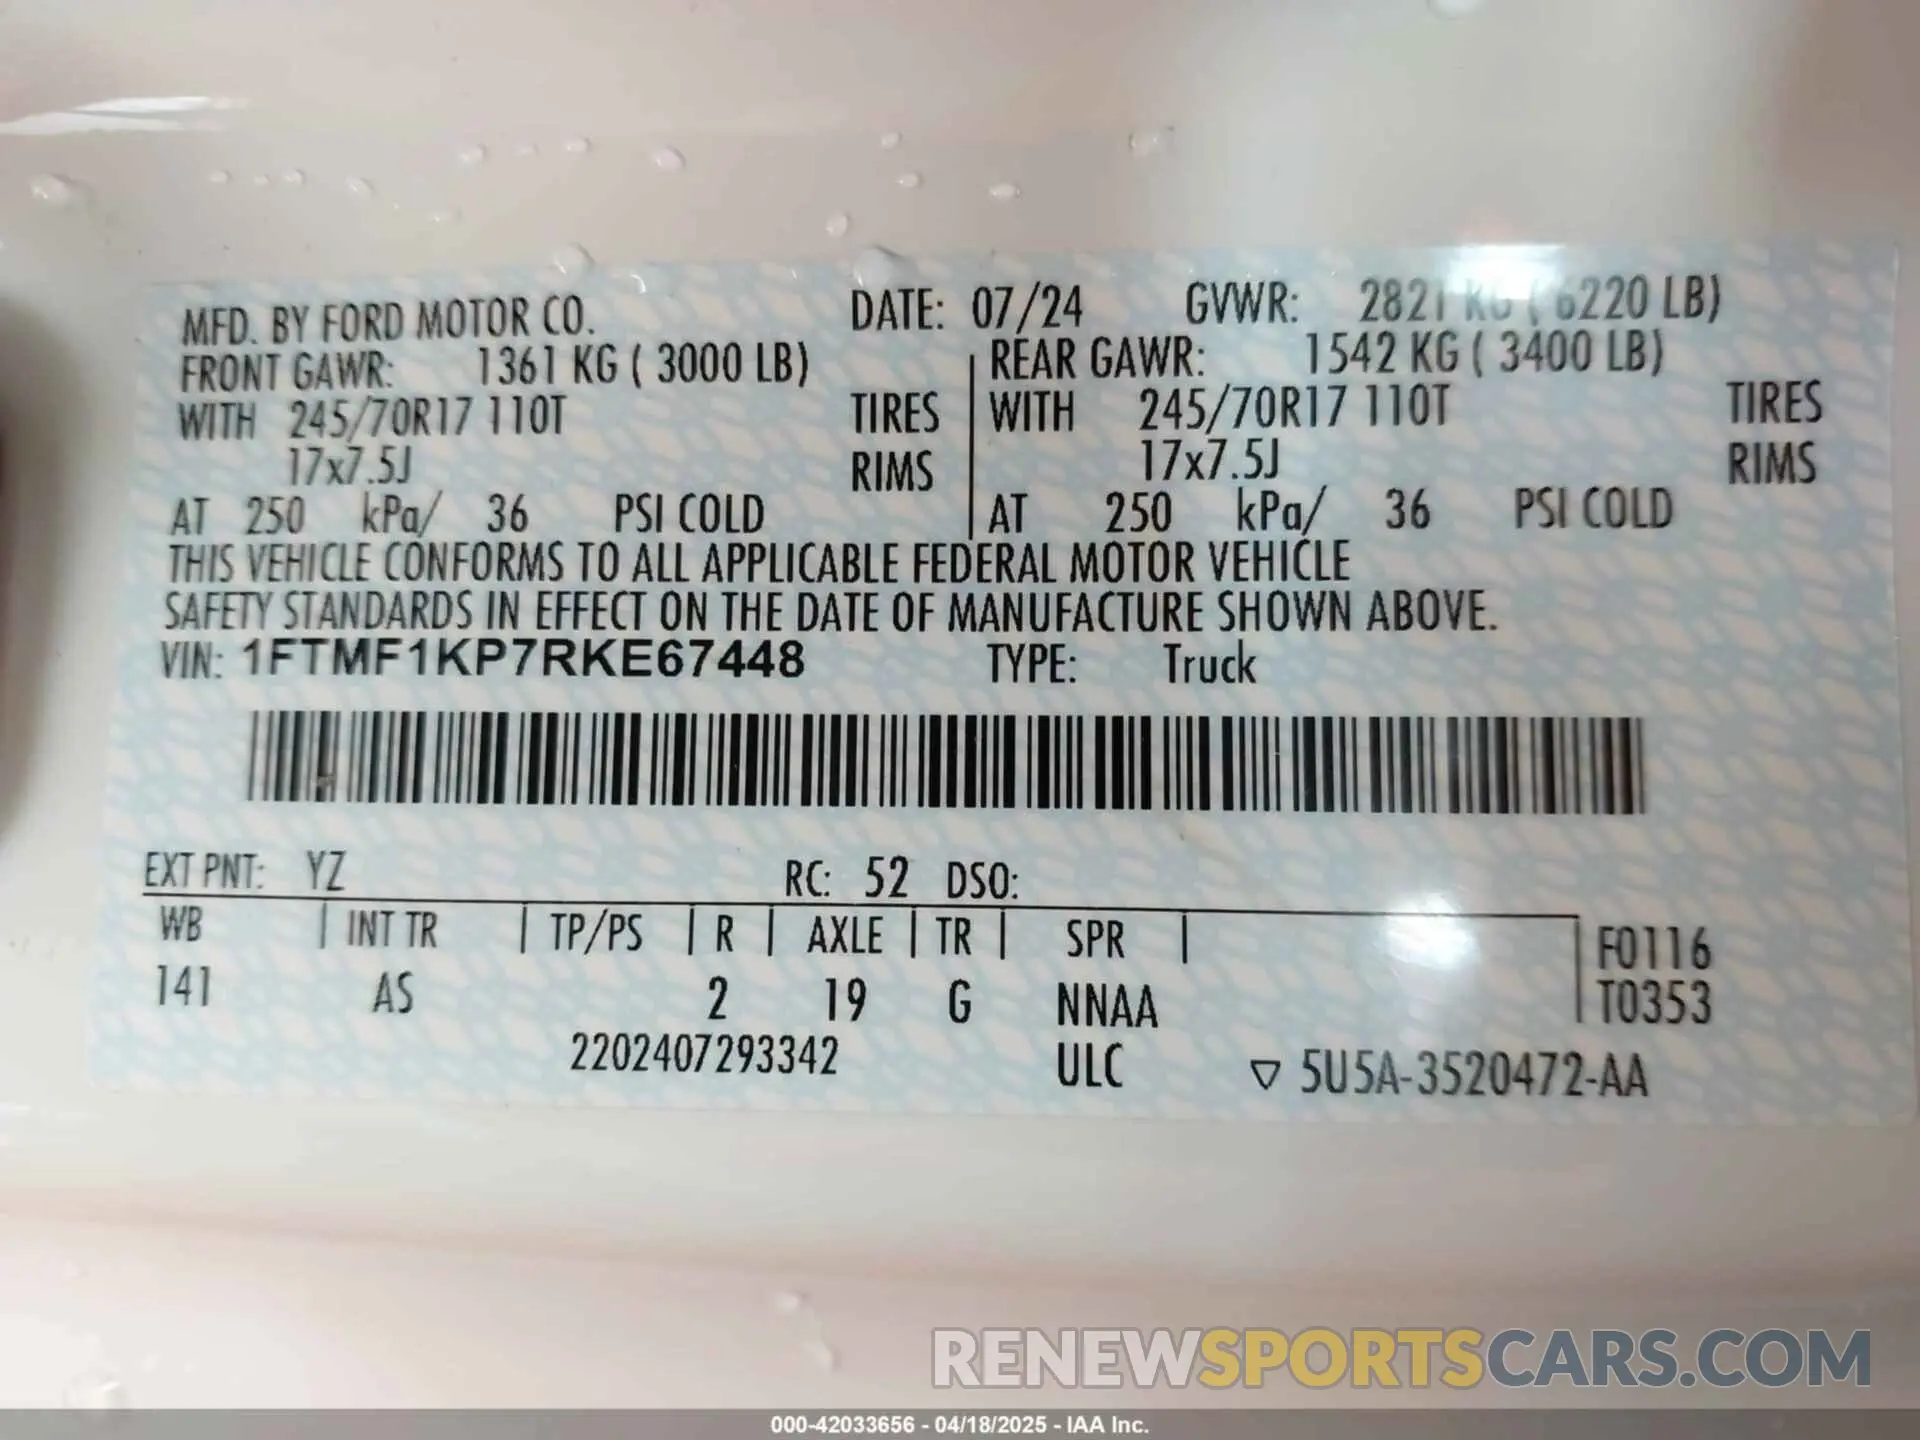 MFD. BY FORD MOTOR CO. DATE: 07/24 GVWR: 2821 KG ( 6220 LB)
FRONT GAWR: 1361 KG ( 3000 LB) REAR GAWR: 1542 KG ( 3400 LB)
WITH 245/70R17 110T TIRES WITH 245/70R17 110T TIRES
17x7.5J RIMS 17x7.5J RIMS
AT 250 kPa/ 36 PSI COLD AT 250 kPa/ 36 PSI COLD
THIS VEHICLE CONFORMS TO ALL APPLICABLE FEDERAL MOTOR VEHICLE
SAFETY STANDARDS IN EFFECT ON THE DATE OF MANUFACTURE SHOWN ABOVE.
VIN: 1FTMF1KP7RKE67448 TYPE: Truck
EXT PNT: YZ RC: 52 DSO:
WB | INT TR | TP/PS | R | AXLE | TR | SPR | F0116
141 AS 2 19 G NNAA T0353
2202407293342 ULC ▽ 5U5A-3520472-AA
RENEWSPORTSCARS.COM
000-42033656 - 04/18/2025 - IAA Inc.